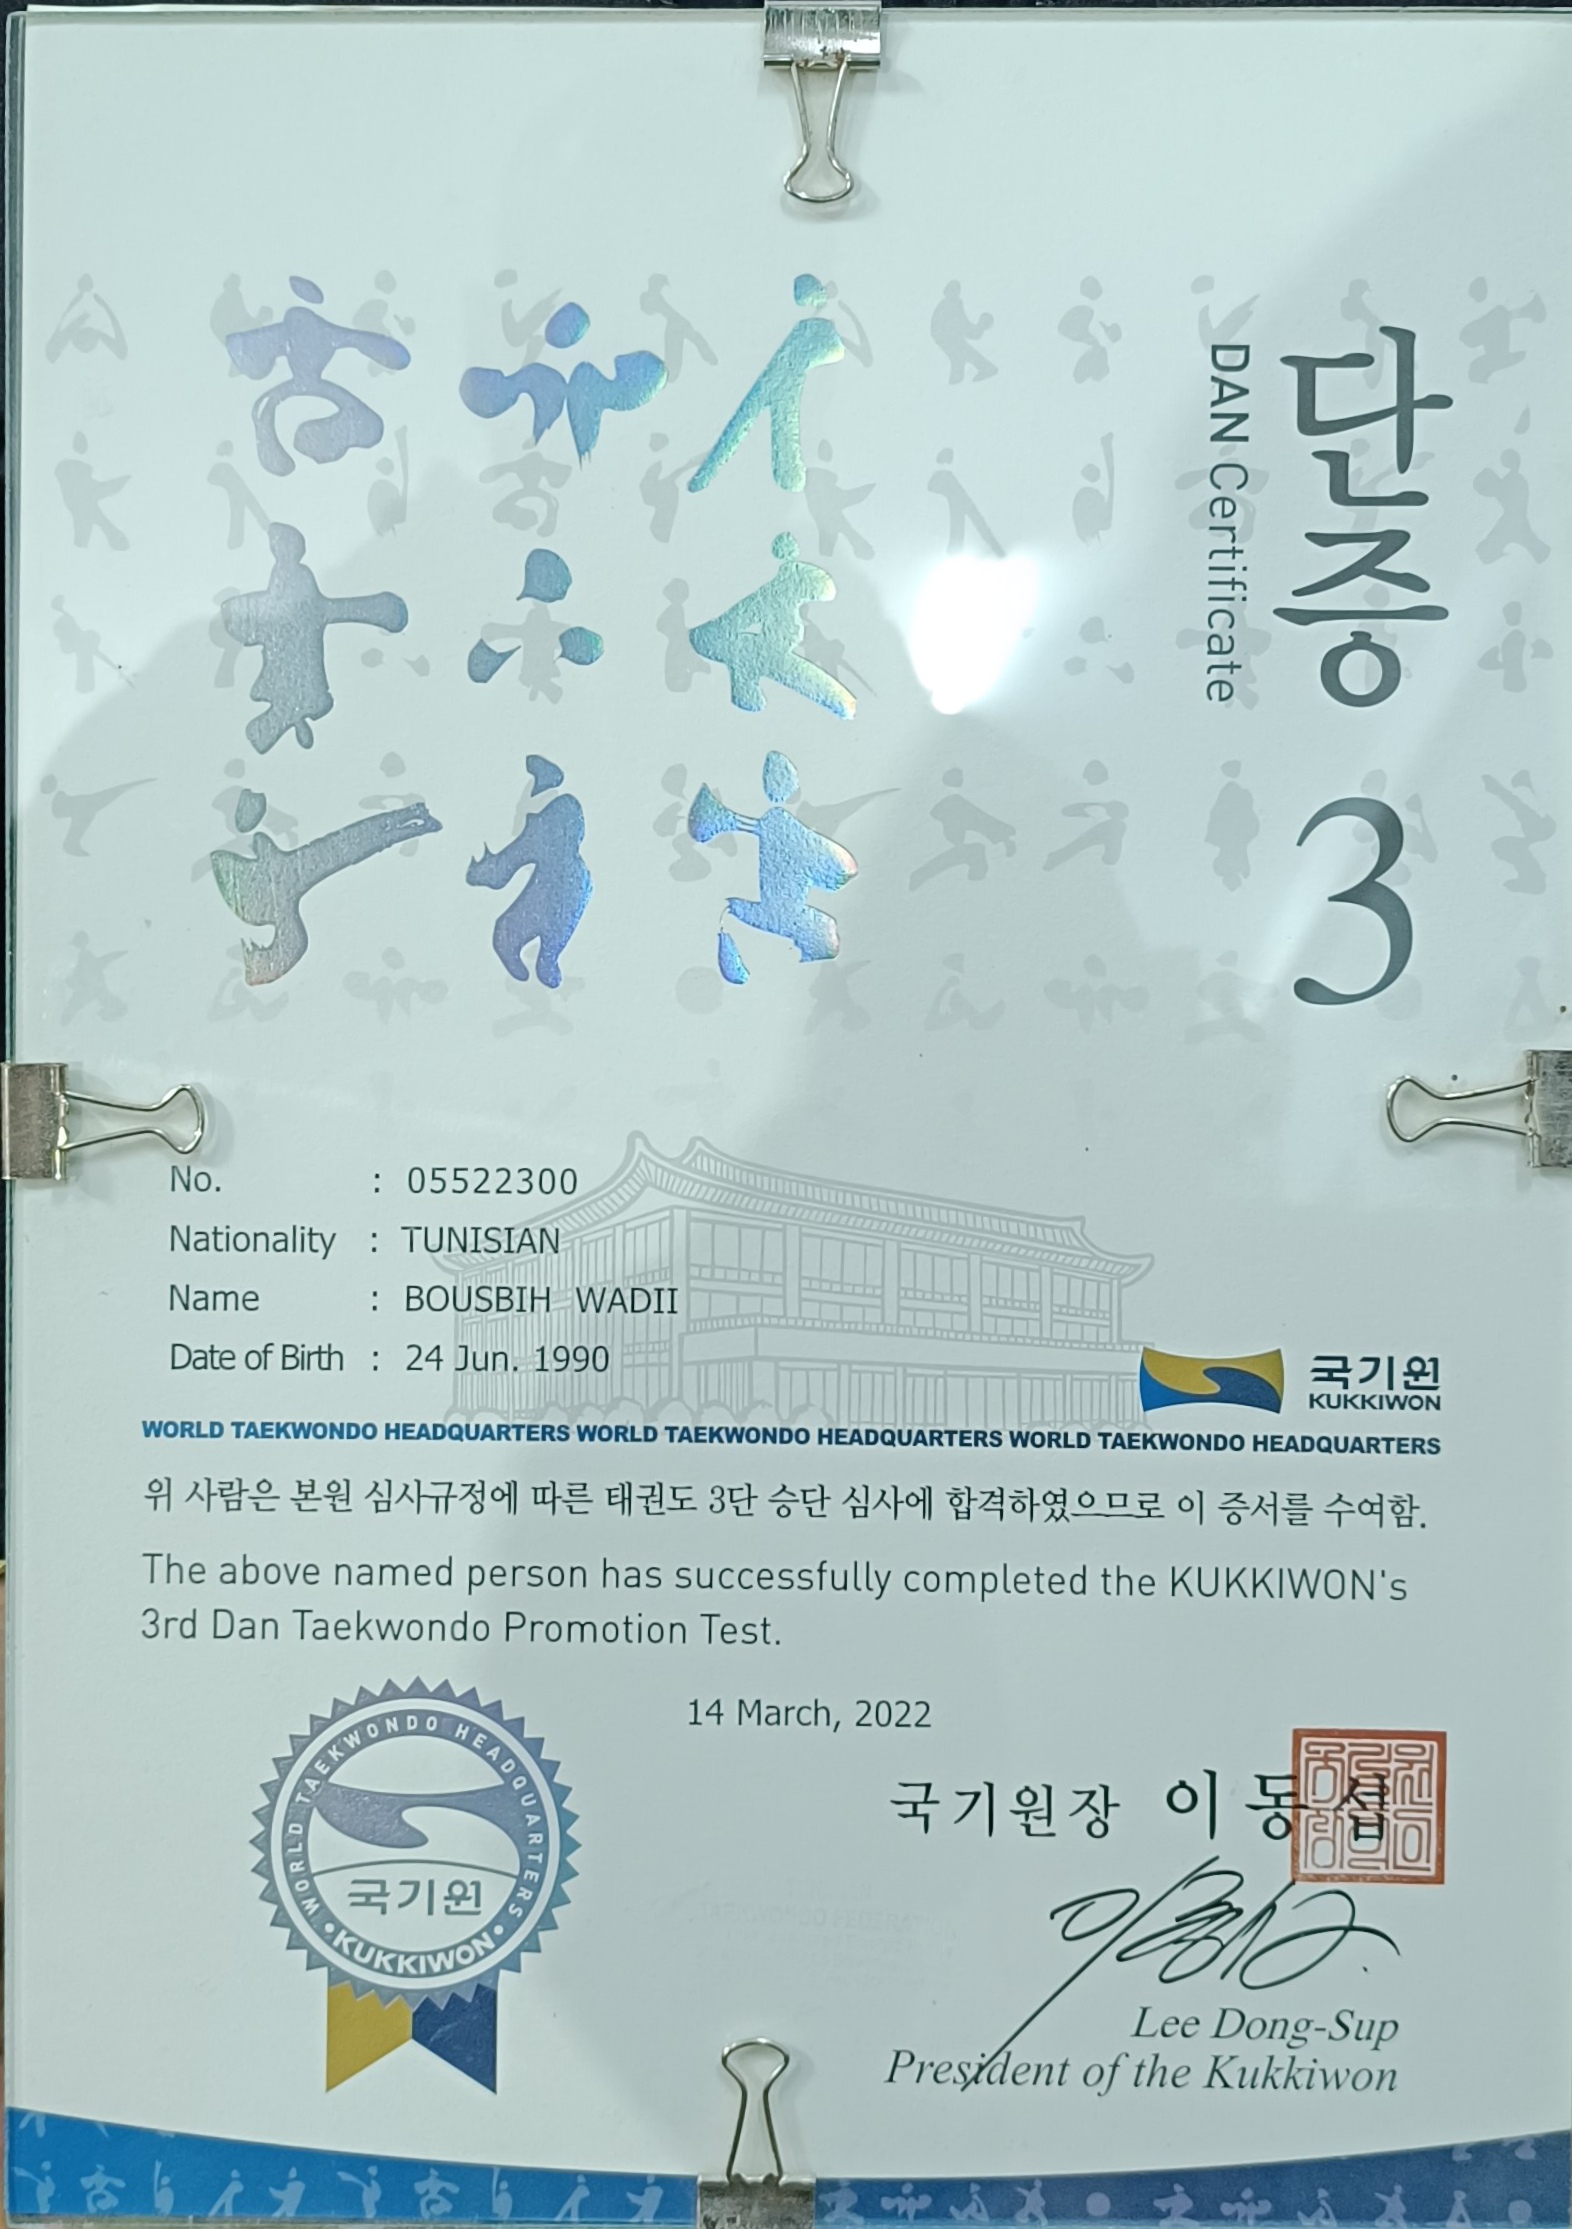 단증 3
DAN Certificate
No. : 05522300
Nationality : TUNISIAN
Name : BOUSBIH WADII
Date of Birth : 24 Jun. 1990
국기원
KUKKIWON
WORLD TAEKWONDO HEADQUARTERS WORLD TAEKWONDO HEADQUARTERS WORLD TAEKWONDO HEADQUARTERS
위 사람은 본원 심사규정에 따른 태권도 3단 승단 심사에 합격하였으므로 이 증서를 수여함.
The above named person has successfully completed the KUKKIWON's
3rd Dan Taekwondo Promotion Test.
14 March, 2022
WORLD TAEKWONDO HEADQUARTERS
국기원
KUKKIWON
국기원장 이동섭
Lee Dong-Sup
President of the Kukkiwon